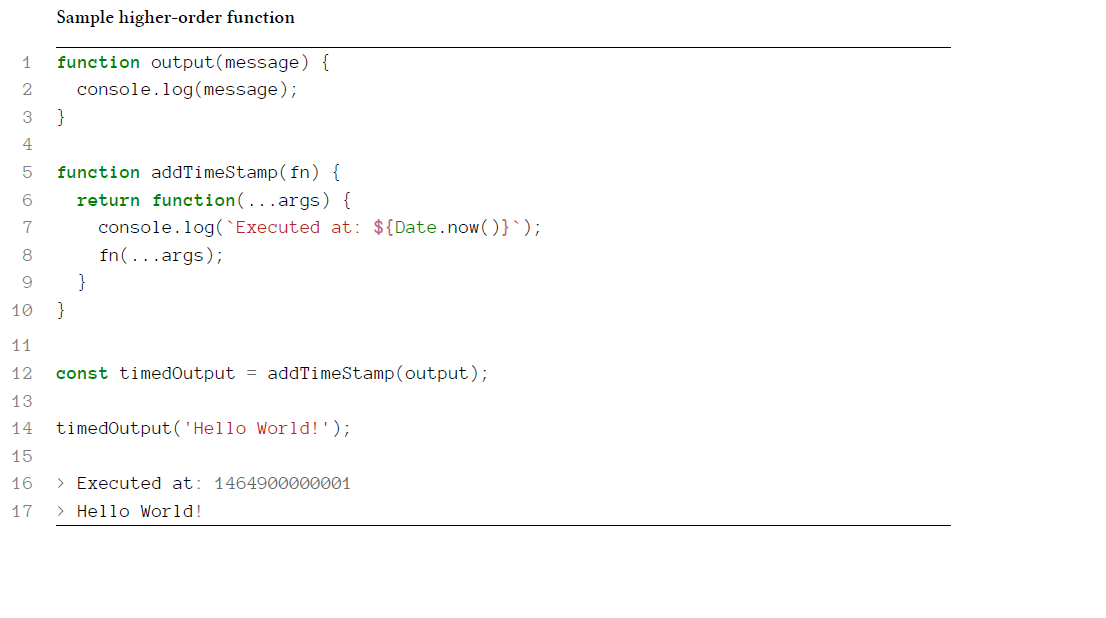 Sample higher-order function
1 function output(message) {
2   console.log(message);
3 }
4
5 function addTimeStamp(fn) {
6   return function(...args) {
7     console.log(`Executed at: ${Date.now()}`);
8     fn(...args);
9   }
10 }
11
12 const timedOutput = addTimeStamp(output);
13
14 timedOutput('Hello World!');
15
16 > Executed at: 1464900000001
17 > Hello World!